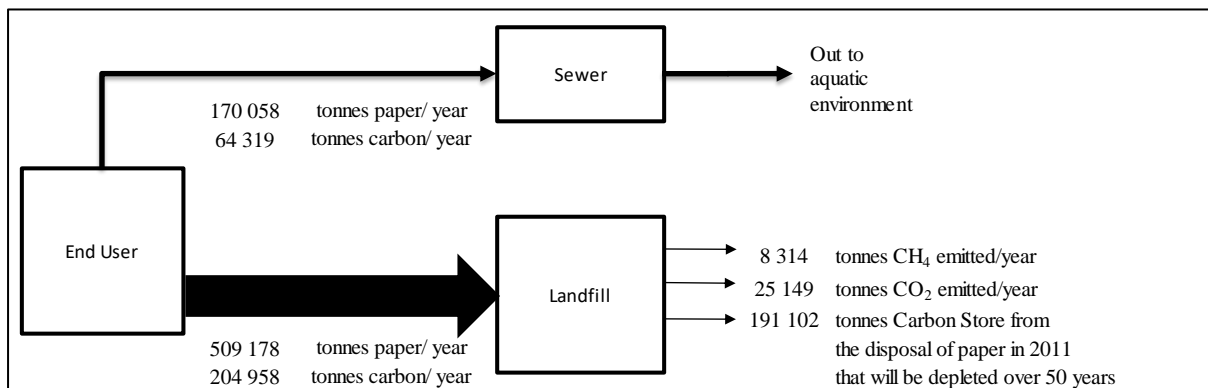 Sewer
Out to
aquatic
environment
170 058 tonnes paper/ year
64 319 tonnes carbon/ year
End User
Landfill
8 314 tonnes CH₄ emitted/year
25 149 tonnes CO₂ emitted/year
191 102 tonnes Carbon Store from
the disposal of paper in 2011
that will be depleted over 50 years
509 178 tonnes paper/ year
204 958 tonnes carbon/ year